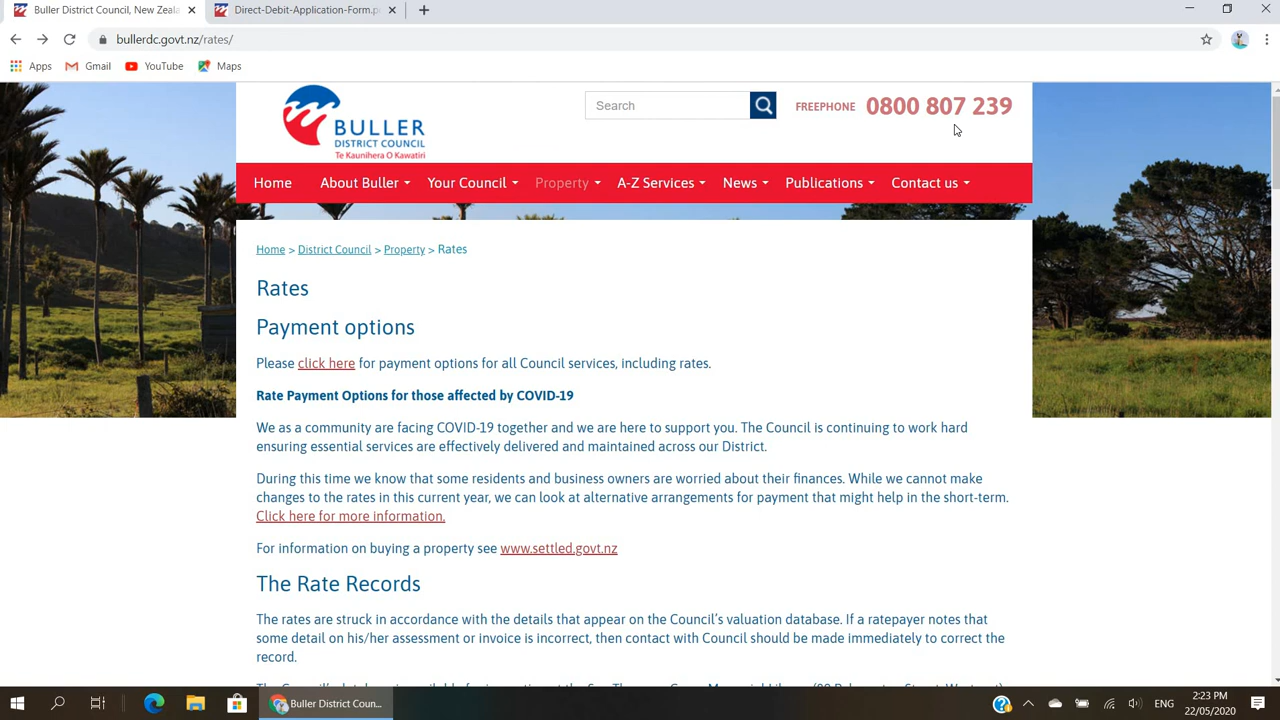 Buller District Council, New Zeala
Direct-Debit-Application-Form.p
bullerdc.govt.nz/rates/
Apps
Gmail
YouTube
Maps
BULLER
DISTRICT COUNCIL
Te Kaunihera O Kawatiri
Search
FREEPHONE 0800 807 239
Home
About Buller
Your Council
Property
A-Z Services
News
Publications
Contact us
Home > District Council > Property > Rates
Rates
Payment options
Please click here for payment options for all Council services, including rates.
Rate Payment Options for those affected by COVID-19
We as a community are facing COVID-19 together and we are here to support you. The Council is continuing to work hard
ensuring essential services are effectively delivered and maintained across our District.
During this time we know that some residents and business owners are worried about their finances. While we cannot make
changes to the rates in this current year, we can look at alternative arrangements for payment that might help in the short-term.
Click here for more information.
For information on buying a property see www.settled.govt.nz
The Rate Records
The rates are struck in accordance with the details that appear on the Council's valuation database. If a ratepayer notes that
some detail on his/her assessment or invoice is incorrect, then contact with Council should be made immediately to correct the
record.
Buller District Coun...
ENG
2:23 PM
22/05/2020